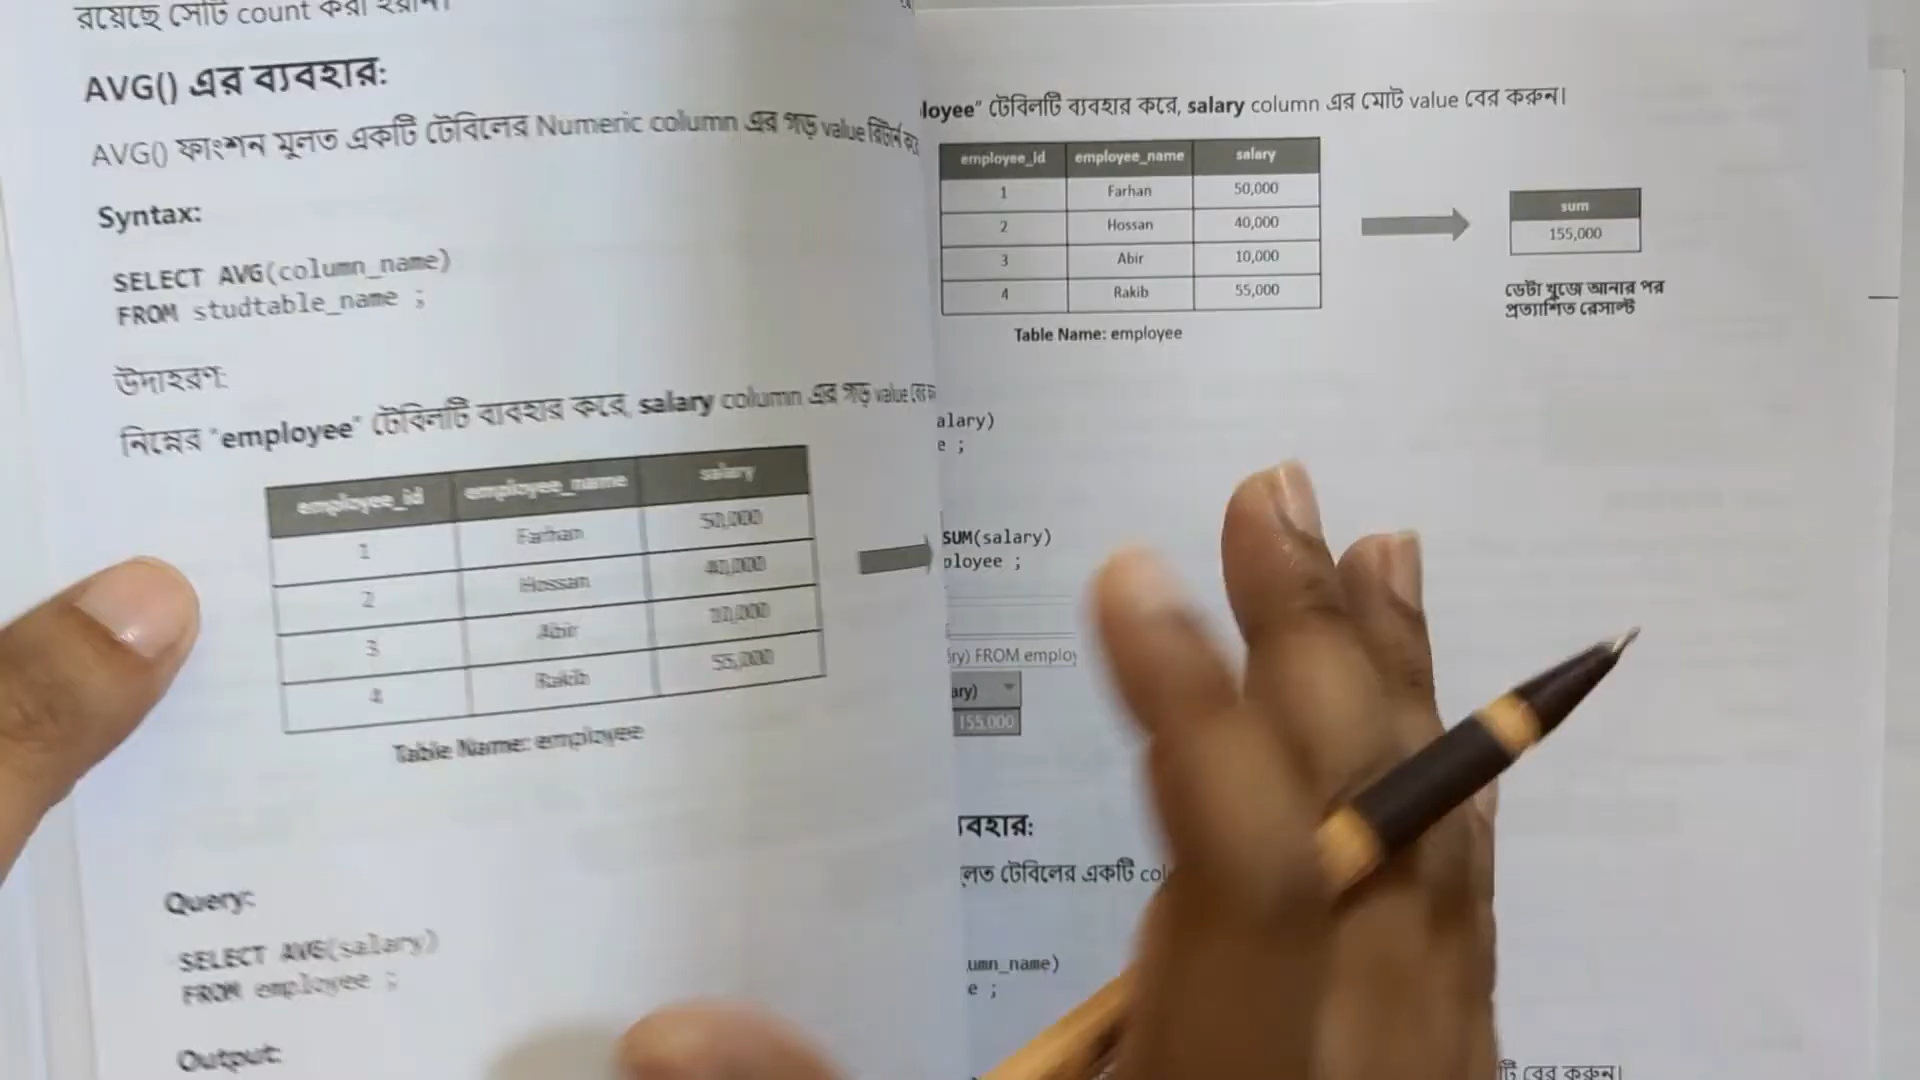 রয়েছে সেটি count করা হয়নি।
AVG() এর ব্যবহার:
AVG() ফাংশন মূলত একটি টেবিলের Numeric column এর গড় value রিটার্ন করে
Syntax:
SELECT AVG(column_name)
FROM studtable_name ;
উদাহরণ:
নিম্নের "employee" টেবিলটি ব্যবহার করে, salary column এর গড় value বের
employee_id employee_name salary
1 Farhan 50,000
2 Hossan 40,000
3 Abir 10,000
4 Rakib 55,000
Table Name: employee
Query:
SELECT AVG(salary)
FROM employee ;
Output:
loyee" টেবিলটি ব্যবহার করে, salary column এর মোট value বের করুন।
employee_id employee_name salary
1 Farhan 50,000
2 Hossan 40,000
3 Abir 10,000
4 Rakib 55,000
Table Name: employee
sum
155,000
ডেটা খুজে আনার পর
প্রত্যাশিত রেসাল্ট
alary)
e ;
SUM(salary)
ployee ;
ary) FROM employ
ary)
155,000
ব্যবহার:
লত টেবিলের একটি col
umn_name)
e ;
টি বের করুন।